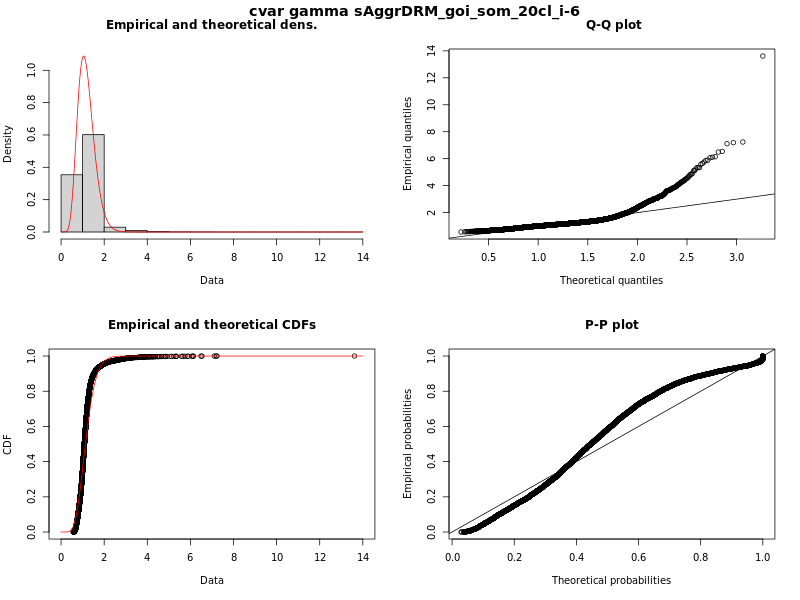 cvar gamma sAggrDRM_goi_som_20cl_i-6
Empirical and theoretical dens.
Density
0.0 0.2 0.4 0.6 0.8 1.0
0 2 4 6 8 10 12 14
Data
Q-Q plot
Empirical quantiles
2 4 6 8 10 12 14
0.5 1.0 1.5 2.0 2.5 3.0
Theoretical quantiles
Empirical and theoretical CDFs
CDF
0.0 0.2 0.4 0.6 0.8 1.0
0 2 4 6 8 10 12 14
Data
P-P plot
Empirical probabilities
0.0 0.2 0.4 0.6 0.8 1.0
0.0 0.2 0.4 0.6 0.8 1.0
Theoretical probabilities